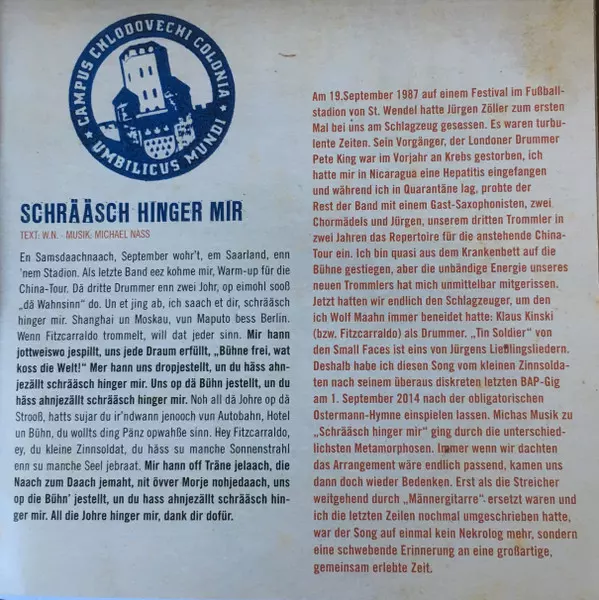 CAMPUS CHLODOVECHI COLONIA
UMBILICUS MUNDI
SCHRÄÄSCH HINGER MIR
TEXT: W.N. - MUSIK: MICHAEL NASS
En Samsdaachnaach, September wohr't, em Saarland, enn
'nem Stadion. Als letzte Band eez kohme mir, Warm-up für die
China-Tour. Dä dritte Drummer enn zwei Johr, op eimohl sooß
„dä Wahnsinn“ do. Un et jing ab, ich saach et dir, schrääsch
hinger mir. Shanghai un Moskau, vun Maputo bess Berlin.
Wenn Fitzcarraldo trommelt, will dat jeder sinn. Mir hann
jottweiswo jespillt, uns jede Draum erfüllt, „Bühne frei, wat
koss die Welt!“ Mer hann uns dropjestellt, un du häss ahn-
jezällt schrääsch hinger mir. Uns op dä Bühn jestellt, un du
häss ahnjezällt schrääsch hinger mir. Noh all dä Johre op dä
Strooß, hatts sujar du ir'ndwann jenooch vun Autobahn, Hotel
un Bühn, du wollts ding Pänz opwahße sinn. Hey Fitzcarraldo,
ey, du kleine Zinnsoldat, du häss su manche Sonnenstrahl
enn su manche Seel jebraat. Mir hann off Träne jelaach, die
Naach zum Daach jemaht, nit övver Morje nohjedaach, uns
op die Bühn' jestellt, un du hass ahnjezällt schrääsch hin-
ger mir. All die Johre hinger mir, dank dir dofür.
Am 19.September 1987 auf einem Festival im Fußball-
stadion von St. Wendel hatte Jürgen Zöller zum ersten
Mal bei uns am Schlagzeug gesessen. Es waren turbu-
lente Zeiten. Sein Vorgänger, der Londoner Drummer
Pete King war im Vorjahr an Krebs gestorben, ich
hatte mir in Nicaragua eine Hepatitis eingefangen
und während ich in Quarantäne lag, probte der
Rest der Band mit einem Gast-Saxophonisten, zwei
Chormädels und Jürgen, unserem dritten Trommler in
zwei Jahren das Repertoire für die anstehende China-
Tour ein. Ich bin quasi aus dem Krankenbett auf die
Bühne gestiegen, aber die unbändige Energie unseres
neuen Trommlers hat mich unmittelbar mitgerissen.
Jetzt hatten wir endlich den Schlagzeuger, um den
ich Wolf Maahn immer beneidet hatte: Klaus Kinski
(bzw. Fitzcarraldo) als Drummer. „Tin Soldier“ von
den Small Faces ist eins von Jürgens Lieblingsliedern.
Deshalb habe ich diesen Song vom kleinen Zinnsolda-
ten nach seinem überaus diskreten letzten BAP-Gig
am 1. September 2014 nach der obligatorischen
Ostermann-Hymne einspielen lassen. Michas Musik zu
„Schrääsch hinger mir“ ging durch die unterschied-
lichsten Metamorphosen. Immer wenn wir dachten
das Arrangement wäre endlich passend, kamen uns
dann doch wieder Bedenken. Erst als die Streicher
weitgehend durch „Männergitarre“ ersetzt waren und
ich die letzten Zeilen nochmal umgeschrieben hatte,
war der Song auf einmal kein Nekrolog mehr, sondern
eine schwebende Erinnerung an eine großartige,
gemeinsam erlebte Zeit.